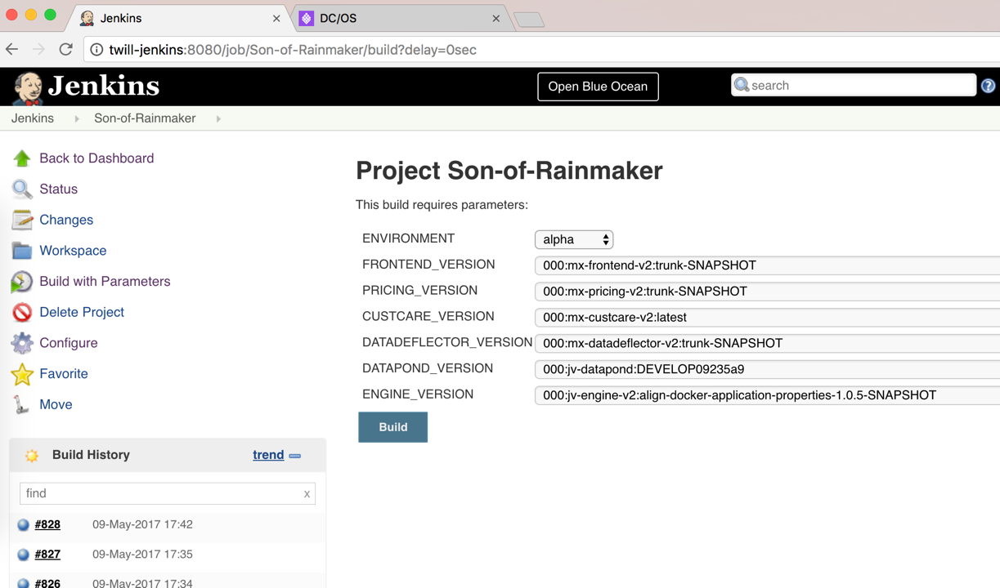 Jenkins × DC/OS ×
twill-jenkins:8080/job/Son-of-Rainmaker/build?delay=0sec
Jenkins Open Blue Ocean search ?
Jenkins Son-of-Rainmaker
Back to Dashboard
Status
Changes
Workspace
Build with Parameters
Delete Project
Configure
Favorite
Move
Build History trend
find x
#828 09-May-2017 17:42
#827 09-May-2017 17:35
#826 09-May-2017 17:34
Project Son-of-Rainmaker
This build requires parameters:
ENVIRONMENT alpha
FRONTEND_VERSION 000:mx-frontend-v2:trunk-SNAPSHOT
PRICING_VERSION 000:mx-pricing-v2:trunk-SNAPSHOT
CUSTCARE_VERSION 000:mx-custcare-v2:latest
DATADEFLECTOR_VERSION 000:mx-datadeflector-v2:trunk-SNAPSHOT
DATAPOND_VERSION 000:jv-datapond:DEVELOP09235a9
ENGINE_VERSION 000:jv-engine-v2:align-docker-application-properties-1.0.5-SNAPSHOT
Build